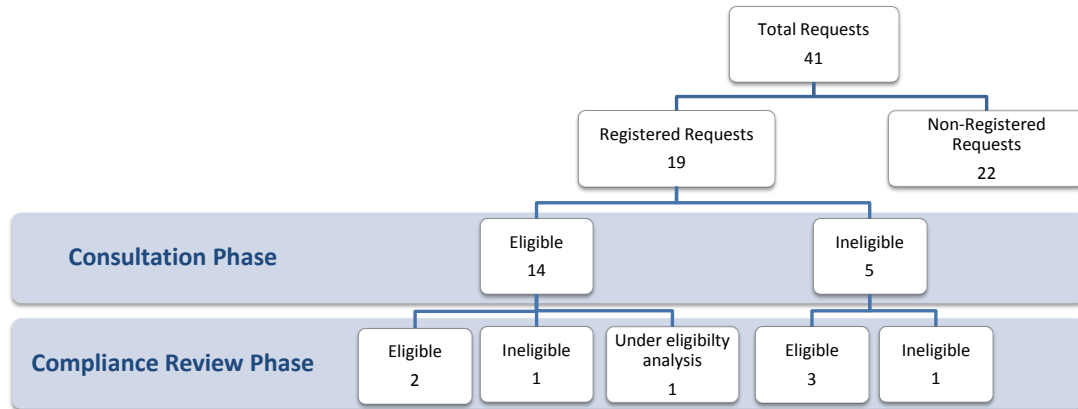 Total Requests
41
Registered Requests
19
Non-Registered
Requests
22
Consultation Phase
Eligible
14
Ineligible
5
Compliance Review Phase
Eligible
2
Ineligible
1
Under eligibilty
analysis
1
Eligible
3
Ineligible
1